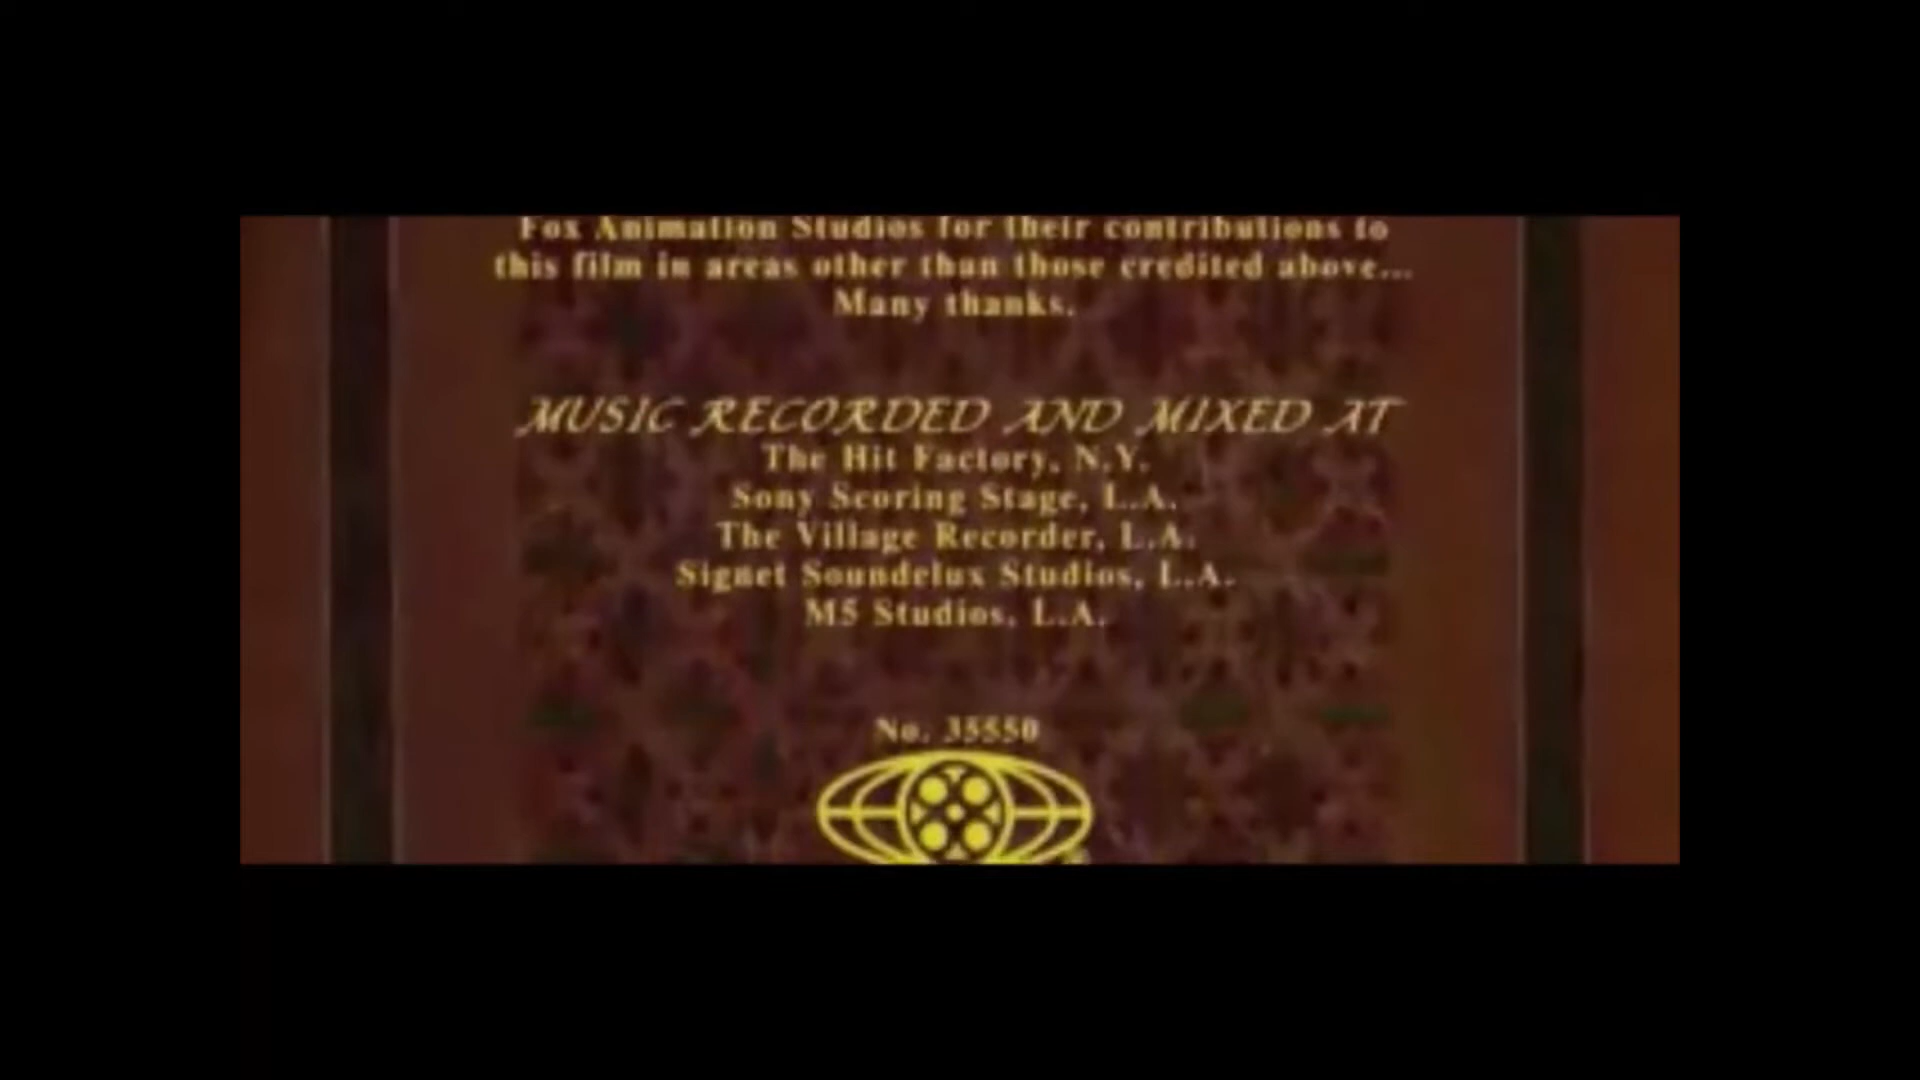 Fox Animation Studios for their contributions to
this film in areas other than those credited above...
Many thanks.
MUSIC RECORDED AND MIXED AT
The Hit Factory, N.Y.
Sony Scoring Stage, L.A.
The Village Recorder, L.A.
Signet Soundelux Studios, L.A.
M5 Studios, L.A.
No. 35550